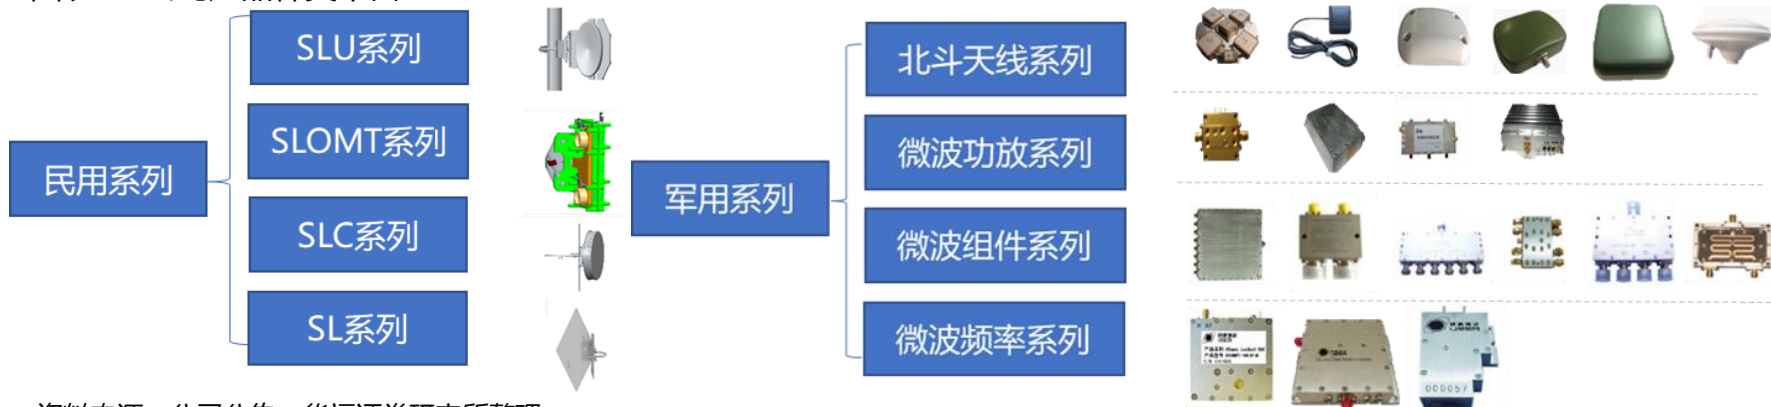 民用系列
SLU系列
SLOMT系列
SLC系列
SL系列
军用系列
北斗天线系列
微波功放系列
微波组件系列
微波频率系列
000057